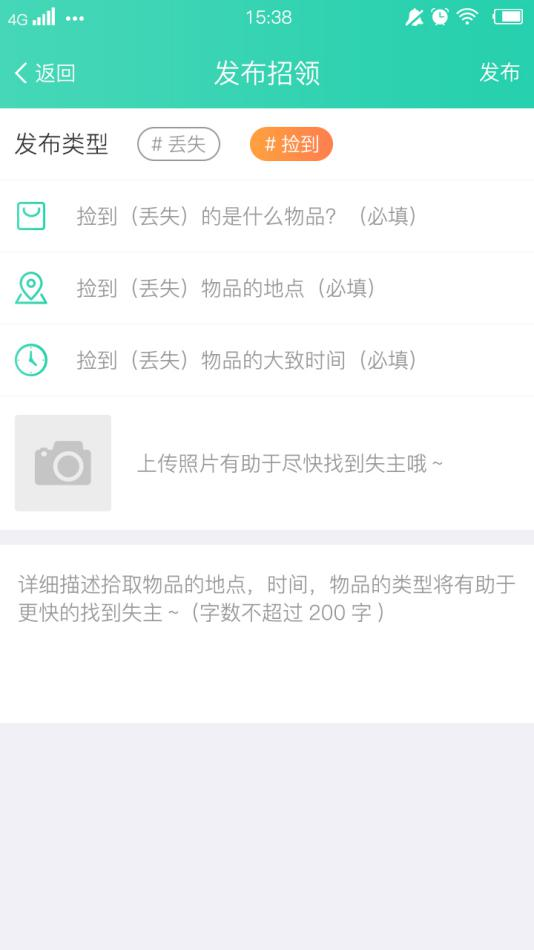 4G 15:38
返回 发布招领 发布
发布类型 # 丢失 # 捡到
捡到（丢失）的是什么物品？（必填）
捡到（丢失）物品的地点（必填）
捡到（丢失）物品的大致时间（必填）
上传照片有助于尽快找到失主哦 ~
详细描述拾取物品的地点，时间，物品的类型将有助于
更快的找到失主 ~（字数不超过 200 字 ）